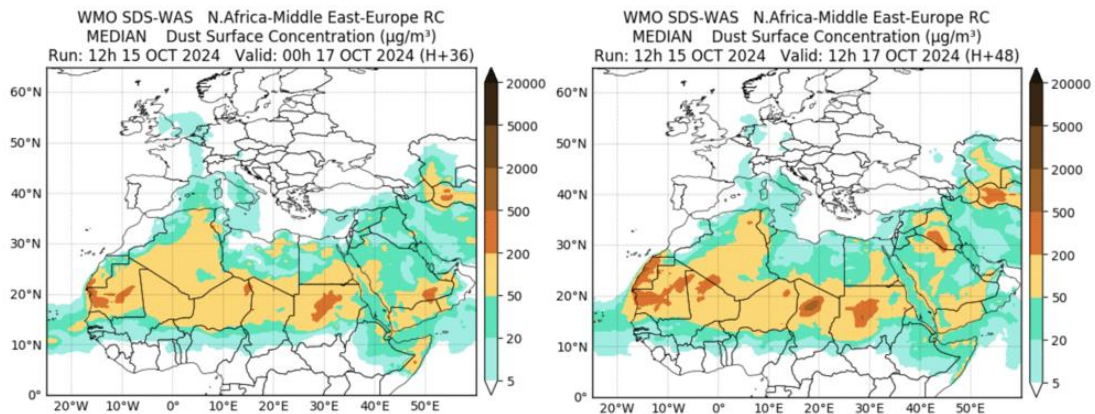 WMO SDS-WAS N.Africa-Middle East-Europe RC
MEDIAN Dust Surface Concentration (µg/m³)
Run: 12h 15 OCT 2024 Valid: 00h 17 OCT 2024 (H+36)
60°N
50°N
40°N
30°N
20°N
10°N
0°
20°W
10°W
0°
10°E
20°E
30°E
40°E
50°E
20000
5000
2000
500
200
50
20
5
WMO SDS-WAS N.Africa-Middle East-Europe RC
MEDIAN Dust Surface Concentration (µg/m³)
Run: 12h 15 OCT 2024 Valid: 12h 17 OCT 2024 (H+48)
60°N
50°N
40°N
30°N
20°N
10°N
0°
20°W
10°W
0°
10°E
20°E
30°E
40°E
50°E
20000
5000
2000
500
200
50
20
5